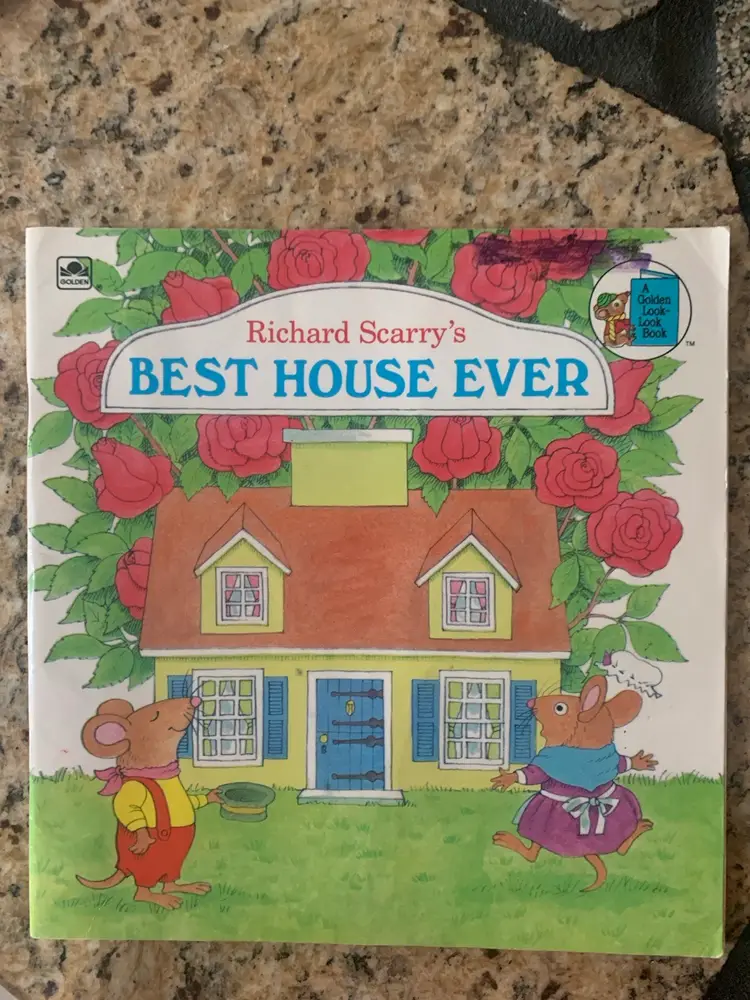 GOLDEN
Richard Scarry's
BEST HOUSE EVER
A
Golden
Look-
Look
Book
TM